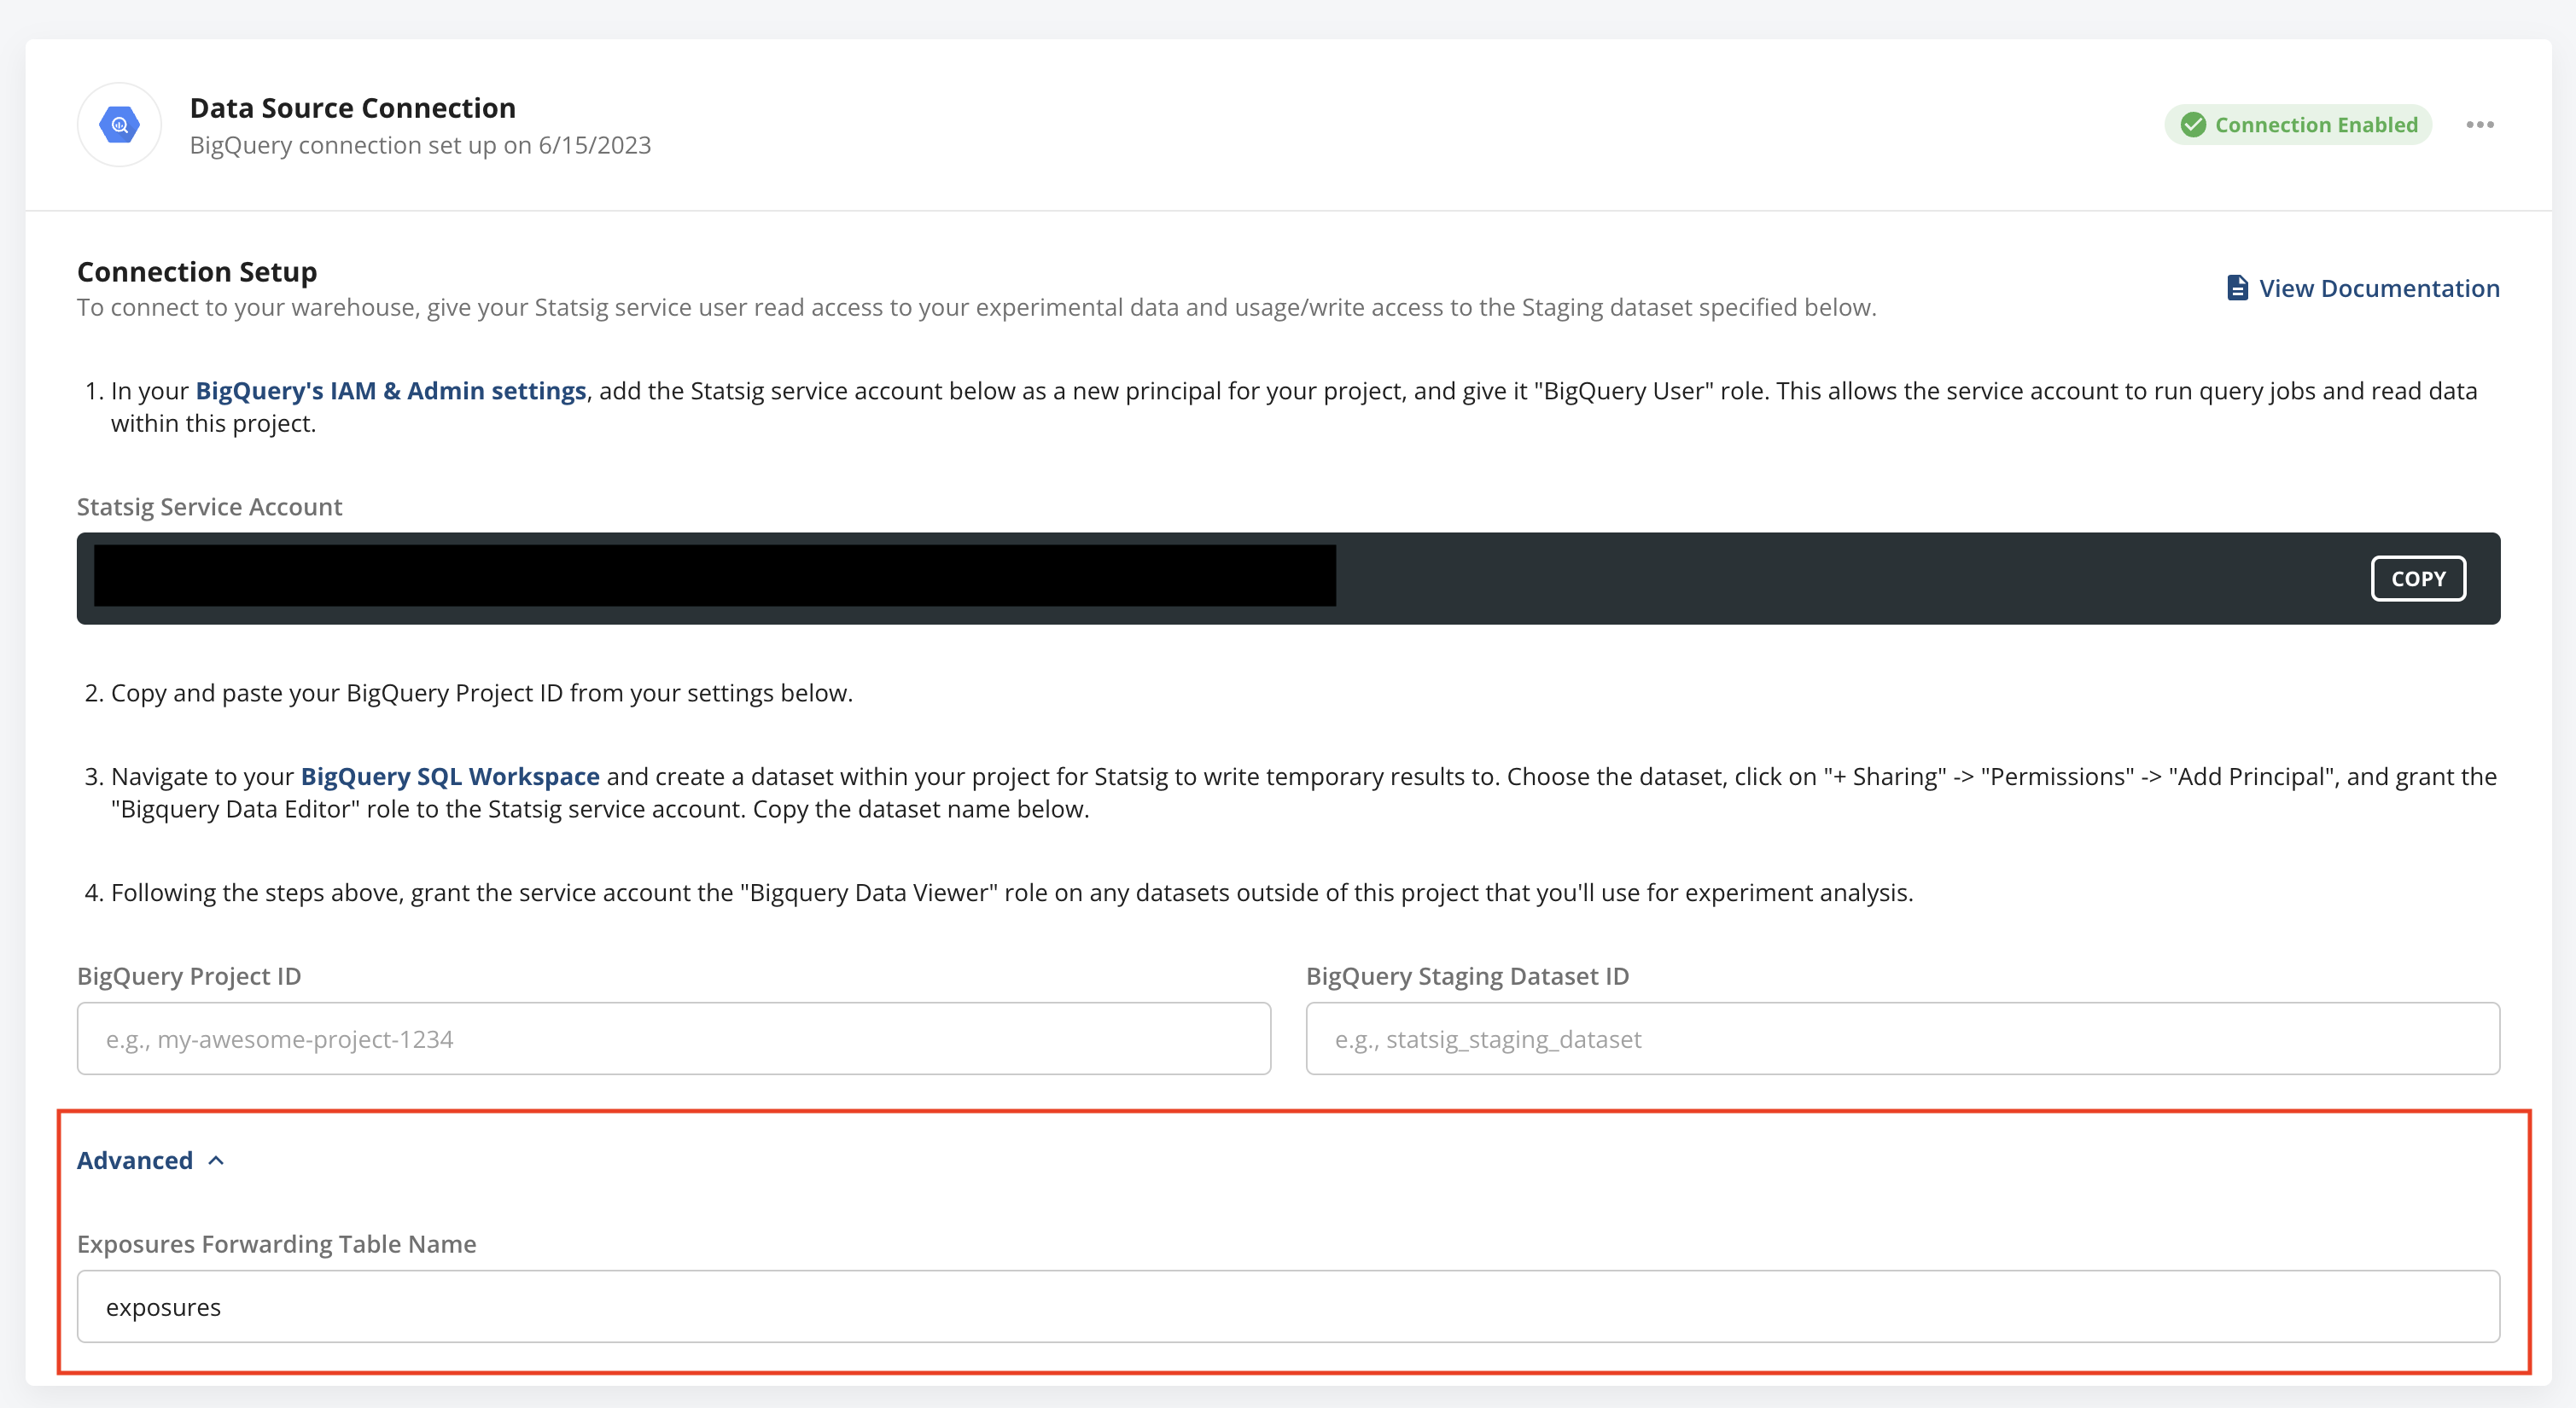 Data Source Connection
BigQuery connection set up on 6/15/2023
Connection Enabled
Connection Setup
To connect to your warehouse, give your Statsig service user read access to your experimental data and usage/write access to the Staging dataset specified below.
View Documentation
1. In your BigQuery's IAM & Admin settings, add the Statsig service account below as a new principal for your project, and give it "BigQuery User" role. This allows the service account to run query jobs and read data
within this project.
Statsig Service Account
COPY
2. Copy and paste your BigQuery Project ID from your settings below.
3. Navigate to your BigQuery SQL Workspace and create a dataset within your project for Statsig to write temporary results to. Choose the dataset, click on "+ Sharing" -> "Permissions" -> "Add Principal", and grant the
"Bigquery Data Editor" role to the Statsig service account. Copy the dataset name below.
4. Following the steps above, grant the service account the "Bigquery Data Viewer" role on any datasets outside of this project that you'll use for experiment analysis.
BigQuery Project ID
BigQuery Staging Dataset ID
e.g., my-awesome-project-1234
e.g., statsig_staging_dataset
Advanced
Exposures Forwarding Table Name
exposures